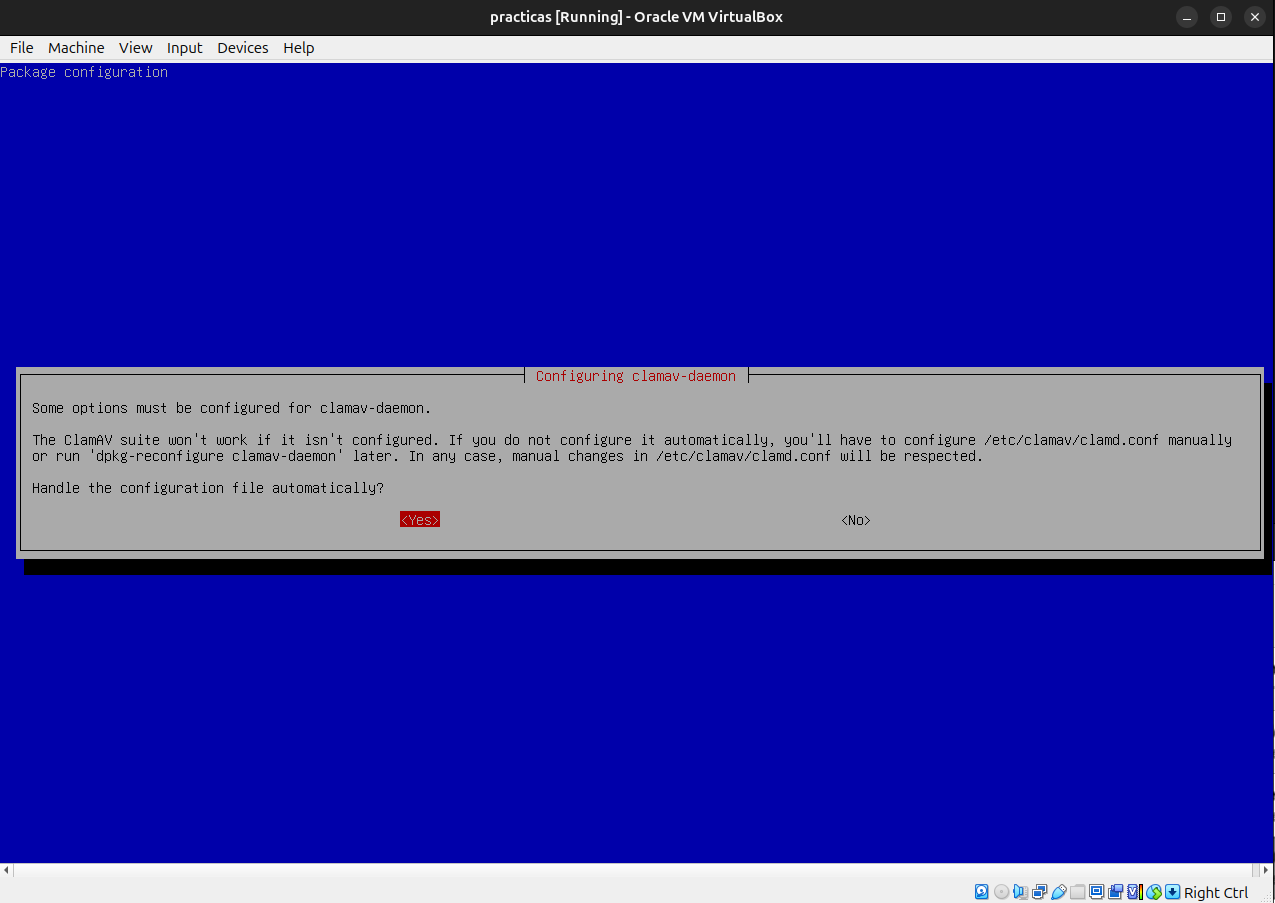 practicas [Running] - Oracle VM VirtualBox
File Machine View Input Devices Help
Package configuration
Configuring clamav-daemon
Some options must be configured for clamav-daemon.
The ClamAV suite won't work if it isn't configured. If you do not configure it automatically, you'll have to configure /etc/clamav/clamd.conf manually
or run 'dpkg-reconfigure clamav-daemon' later. In any case, manual changes in /etc/clamav/clamd.conf will be respected.
Handle the configuration file automatically?
<Yes> <No>
Right Ctrl